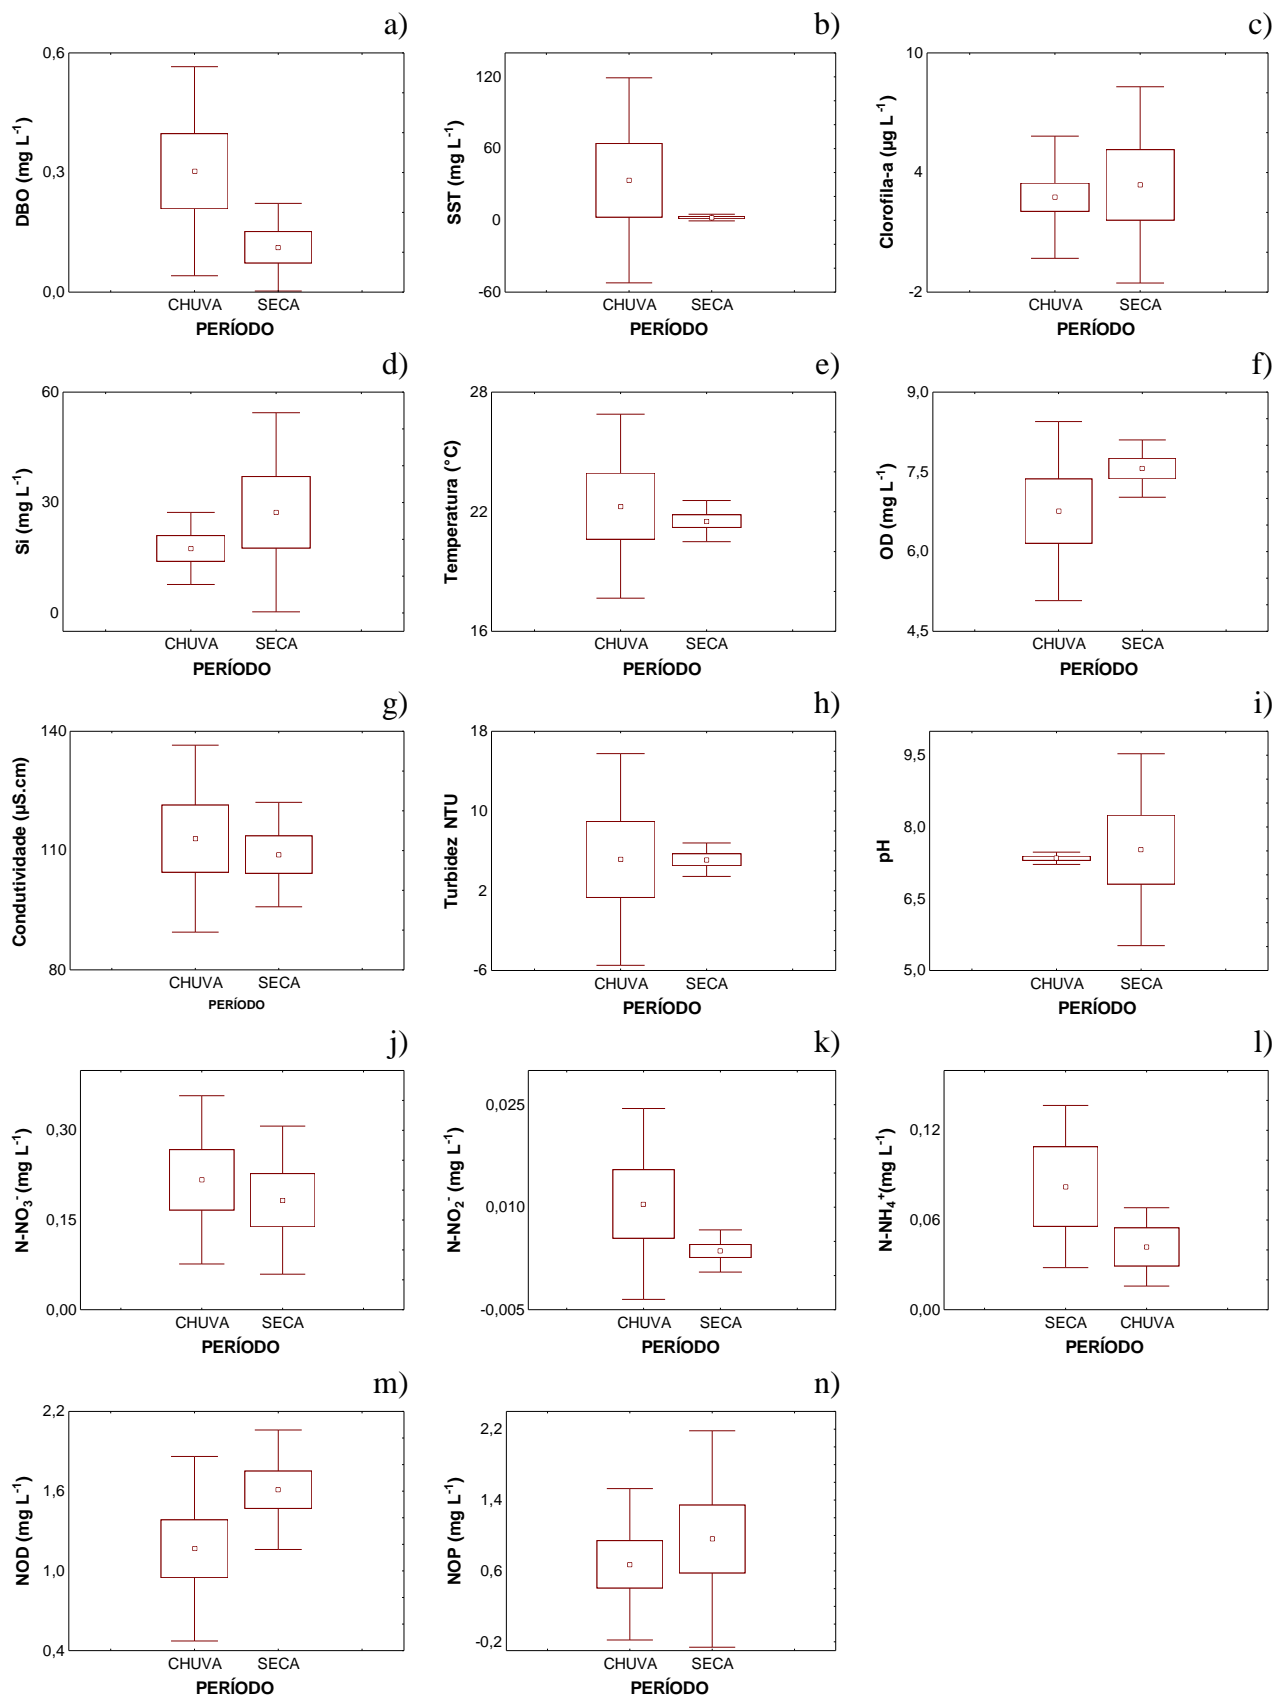 a)
0,6
0,3
0,0
DBO (mg L⁻¹)
CHUVA SECA
PERÍODO
b)
120
60
0
-60
SST (mg L⁻¹)
CHUVA SECA
PERÍODO
c)
10
4
-2
Clorofila-a (µg L⁻¹)
CHUVA SECA
PERÍODO
d)
60
30
0
Si (mg L⁻¹)
CHUVA SECA
PERÍODO
e)
28
22
16
Temperatura (°C)
CHUVA SECA
PERÍODO
f)
9,0
7,5
6,0
4,5
OD (mg L⁻¹)
CHUVA SECA
PERÍODO
g)
140
110
80
Condutividade (µS.cm)
CHUVA SECA
PERÍODO
h)
18
10
2
-6
Turbidez NTU
CHUVA SECA
PERÍODO
i)
9,5
8,0
6,5
5,0
pH
CHUVA SECA
PERÍODO
j)
0,30
0,15
0,00
N-NO₃⁻ (mg L⁻¹)
CHUVA SECA
PERÍODO
k)
0,025
0,010
-0,005
N-NO₂⁻ (mg L⁻¹)
CHUVA SECA
PERÍODO
l)
0,12
0,06
0,00
N-NH₄⁺(mg L⁻¹)
SECA CHUVA
PERÍODO
m)
2,2
1,6
1,0
0,4
NOD (mg L⁻¹)
CHUVA SECA
PERÍODO
n)
2,2
1,4
0,6
-0,2
NOP (mg L⁻¹)
CHUVA SECA
PERÍODO